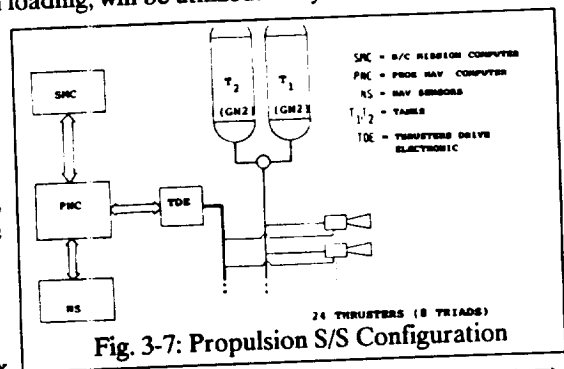 loading, will be utilized
SMC
PNC
NS
TDE
T2
(GN2)
T1
(GN2)
SMC = S/C MISSION COMPUTER
PNC = PROX NAV COMPUTER
NS = NAV SENSORS
T1,T2 = TANKS
TDE = THRUSTERS DRIVE
ELECTRONIC
24 THRUSTERS (8 TRIADS)
Fig. 3-7: Propulsion S/S Configuration